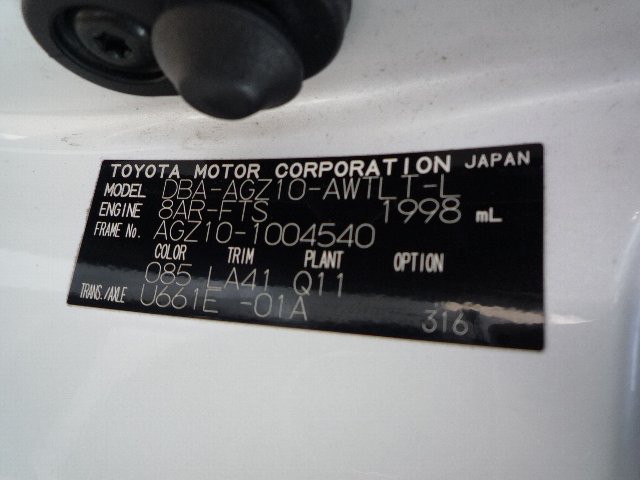 TOYOTA MOTOR CORPORATION JAPAN
MODEL DBA-AGZ10-AWTLT-L
ENGINE 8AR-FTS 1998 mL
FRAME No. AGZ10-1004540
COLOR TRIM PLANT OPTION
085 LA41 Q11
TRANS./AXLE U661E -01A
316